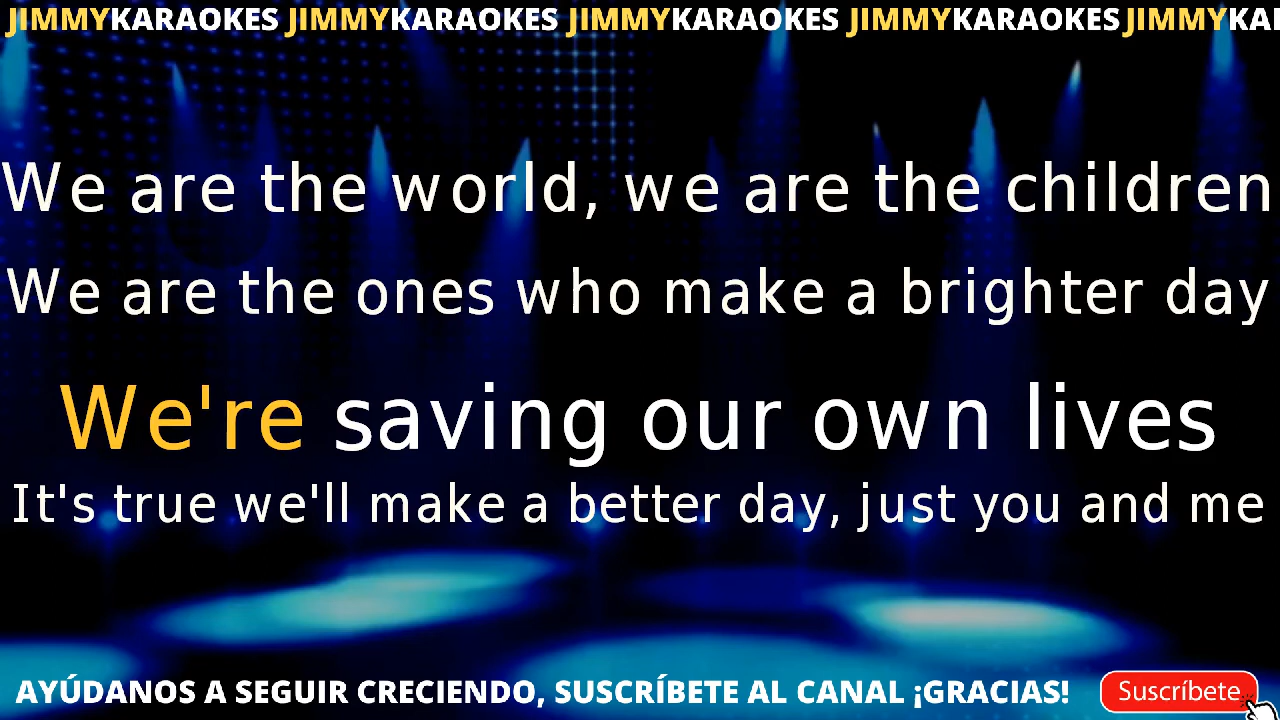 JIMMYKARAOKES JIMMYKARAOKES JIMMYKARAOKES JIMMYKARAOKES JIMMYKAI
We are the world, we are the children
We are the ones who make a brighter day
We're saving our own lives
It's true we'll make a better day, just you and me
AYÚDANOS A SEGUIR CRECIENDO, SUSCRÍBETE AL CANAL ¡GRACIAS! Suscríbete